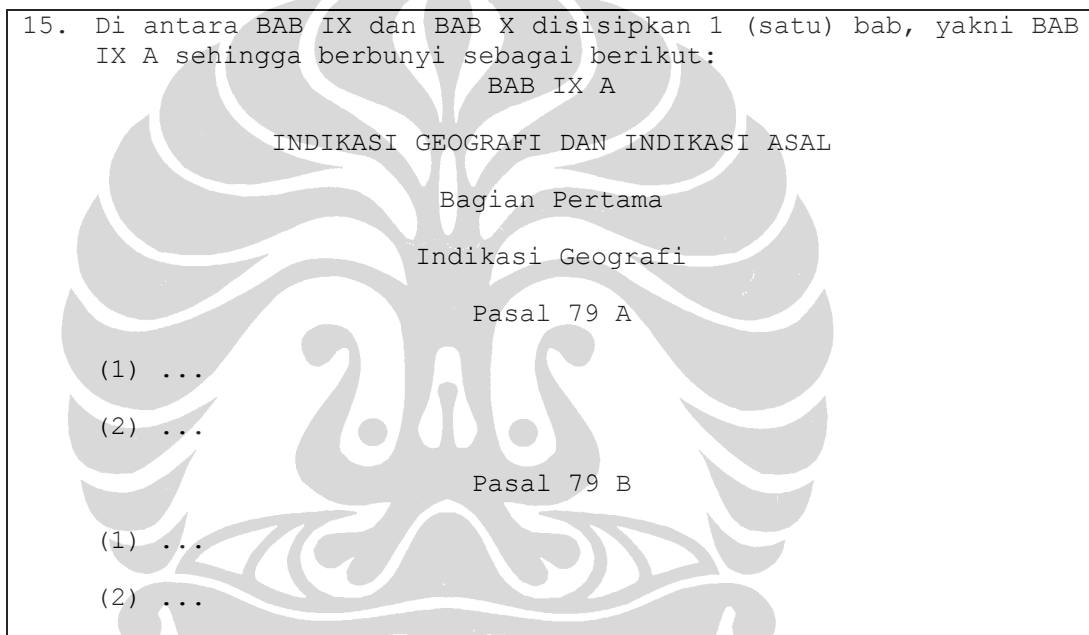 15. Di antara BAB IX dan BAB X disisipkan 1 (satu) bab, yakni BAB
IX A sehingga berbunyi sebagai berikut:
BAB IX A
INDIKASI GEOGRAFI DAN INDIKASI ASAL
Bagian Pertama
Indikasi Geografi
Pasal 79 A
(1) ...
(2) ...
Pasal 79 B
(1) ...
(2) ...